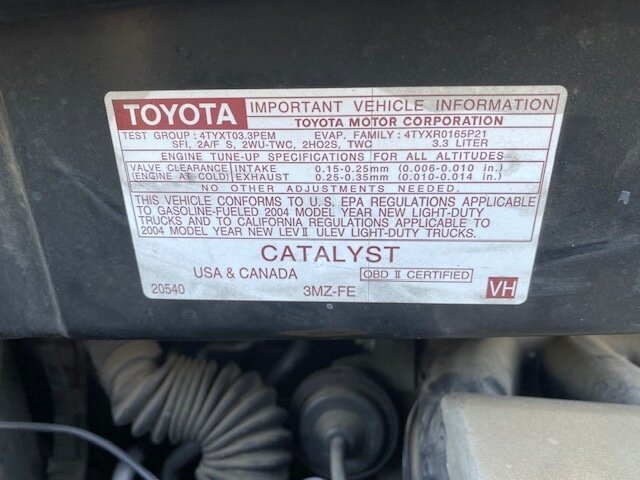 TOYOTA IMPORTANT VEHICLE INFORMATION
TOYOTA MOTOR CORPORATION
TEST GROUP : 4TYXT03.3PEM EVAP. FAMILY : 4TYXR0165P21
SFI, 2A/F S, 2WU-TWC, 2HO2S, TWC 3.3 LITER
ENGINE TUNE-UP SPECIFICATIONS FOR ALL ALTITUDES
VALVE CLEARANCE INTAKE 0.15-0.25mm (0.006-0.010 in.)
(ENGINE AT COLD) EXHAUST 0.25-0.35mm (0.010-0.014 in.)
NO OTHER ADJUSTMENTS NEEDED.
THIS VEHICLE CONFORMS TO U.S. EPA REGULATIONS APPLICABLE
TO GASOLINE-FUELED 2004 MODEL YEAR NEW LIGHT-DUTY
TRUCKS AND TO CALIFORNIA REGULATIONS APPLICABLE TO
2004 MODEL YEAR NEW LEV II ULEV LIGHT-DUTY TRUCKS.
CATALYST
USA & CANADA OBD II CERTIFIED
20540 3MZ-FE VH